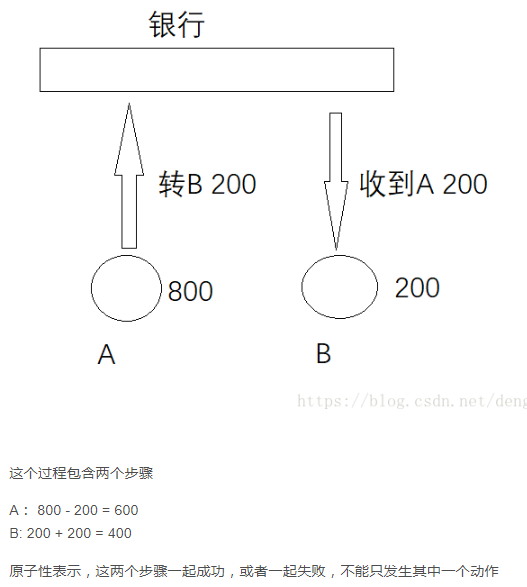 银行
转B 200
收到A 200
800
200
A
B
https://blog.csdn.net/deng
这个过程包含两个步骤
A： 800 - 200 = 600
B: 200 + 200 = 400
原子性表示，这两个步骤一起成功，或者一起失败，不能只发生其中一个动作